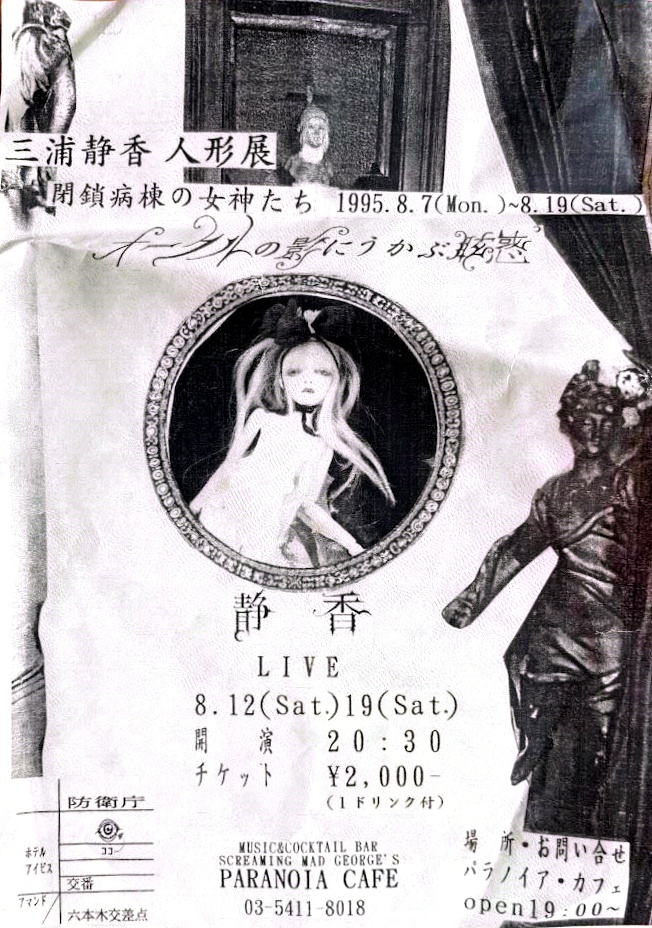 三浦静香 人形展
閉鎖病棟の女神たち 1995.8.7(Mon.)~8.19(Sat.)
オークルの影にうかぶ眩惑
静 香
LIVE
8.12(Sat.)19(Sat.)
開 演 20:30
チケット ¥2,000-
(1ドリンク付)
防衛庁
ココ
ホテル
アイビス
交番
アマンド
六本木交差点
MUSIC&COCKTAIL BAR
SCREAMING MAD GEORGE'S
PARANOIA CAFE
03-5411-8018
場 所・お問い合せ
パラノイア・カフェ
open19:00~